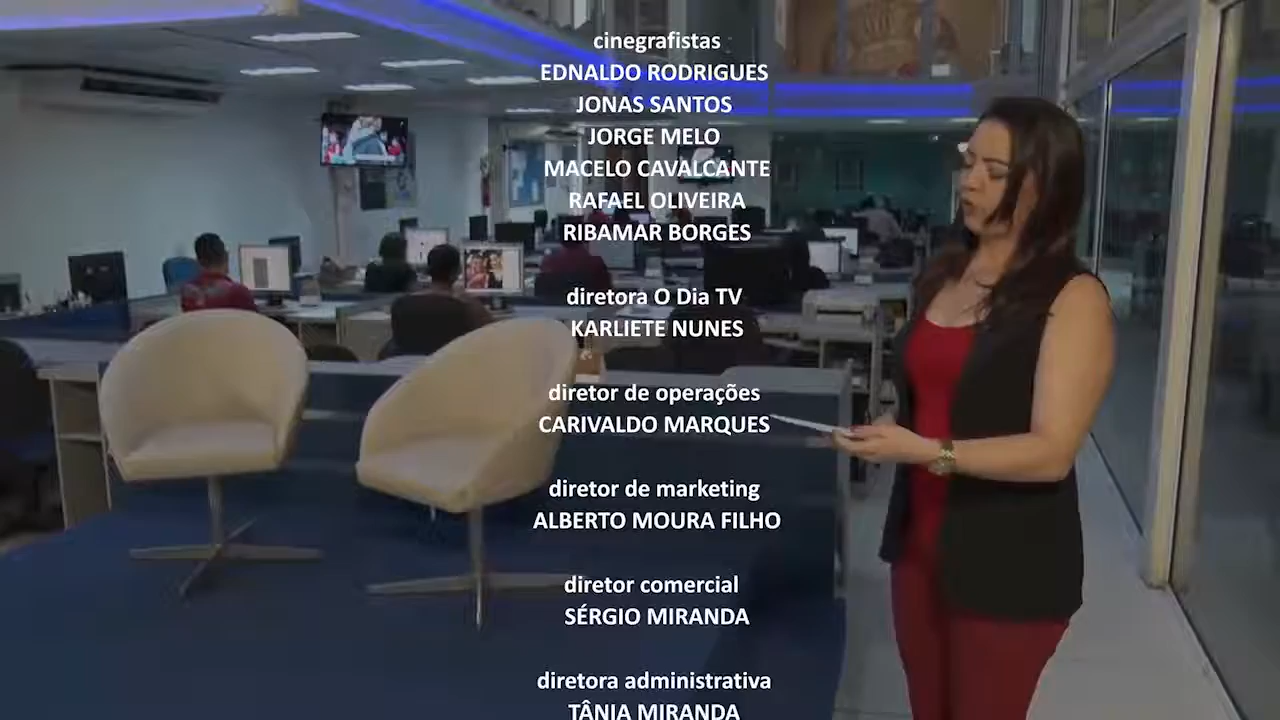 cinegrafistas
EDNALDO RODRIGUES
JONAS SANTOS
JORGE MELO
MACELO CAVALCANTE
RAFAEL OLIVEIRA
RIBAMAR BORGES
diretora O Dia TV
KARLIETE NUNES
diretor de operações
CARIVALDO MARQUES
diretor de marketing
ALBERTO MOURA FILHO
diretor comercial
SÉRGIO MIRANDA
diretora administrativa
TÂNIA MIRANDA